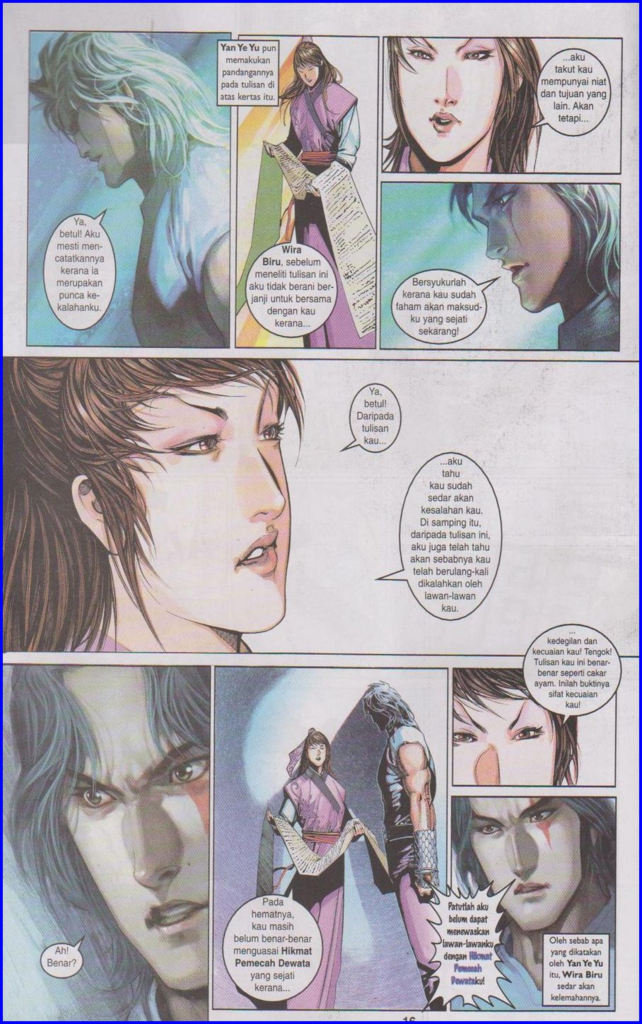 Ya,
betul! Aku
mesti men-
catatkannya
kerana ia
merupakan
punca ke-
kalahanku.
Yan Ye Yu pun
memakukan
pandangannya
pada tulisan di
atas kertas itu.
Wira
Biru, sebelum
meneliti tulisan ini
aku tidak berani ber-
janji untuk bersama
dengan kau
kerana...
...aku
takut kau
mempunyai niat
dan tujuan yang
lain. Akan
tetapi...
Bersyukurlah
kerana kau sudah
faham akan maksud-
ku yang sejati
sekarang!
Ya,
betul!
Daripada
tulisan
kau...
...aku
tahu
kau sudah
sedar akan
kesalahan kau.
Di samping itu,
daripada tulisan ini,
aku juga telah tahu
akan sebabnya kau
telah berulang-kali
dikalahkan oleh
lawan-lawan
kau.
...
kedegilan dan
kecuaian kau! Tengok!
Tulisan kau ini benar-
benar seperti cakar
ayam. Inilah buktinya
sifat kecuaian
kau!
Ah!
Benar?
Pada
hematnya,
kau masih
belum benar-benar
menguasai Hikmat
Pemecah Dewata
yang sejati
kerana...
Patutlah aku
belum dapat
menewaskan
lawan-lawanku
dengan Hikmat
Pemecah
Dewataku!
Oleh sebab apa
yang dikatakan
oleh Yan Ye Yu
itu, Wira Biru
sedar akan
kelemahannya.
16